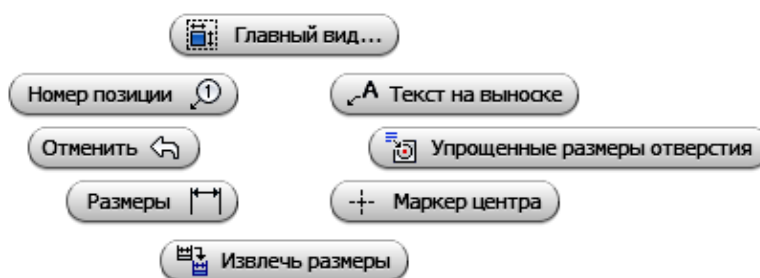 Главный вид...
Номер позиции
Текст на выноске
Отменить
Упрощенные размеры отверстия
Размеры
Маркер центра
Извлечь размеры